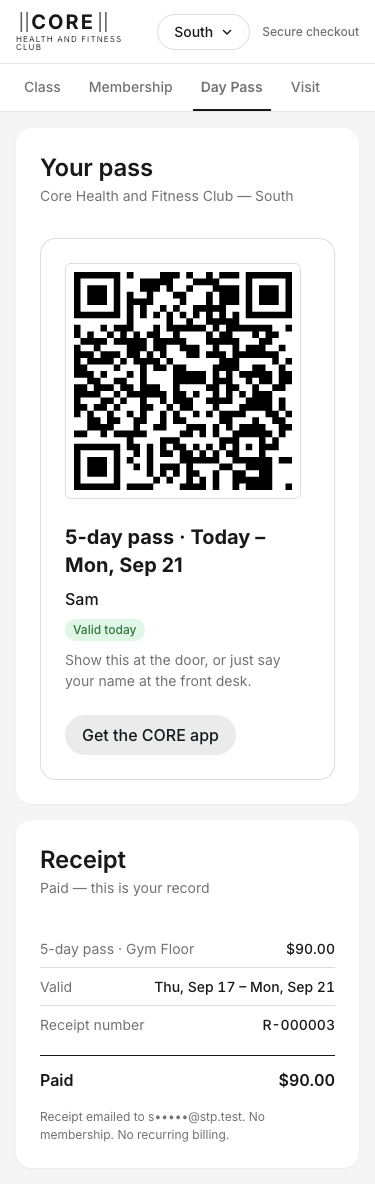 CORE
HEALTH AND FITNESS CLUB
South
Secure checkout
Class
Membership
Day Pass
Visit
Your pass
Core Health and Fitness Club — South
5-day pass · Today –
Mon, Sep 21
Sam
Valid today
Show this at the door, or just say
your name at the front desk.
Get the CORE app
Receipt
Paid — this is your record
5-day pass · Gym Floor $90.00
Valid Thu, Sep 17 – Mon, Sep 21
Receipt number R-000003
Paid $90.00
Receipt emailed to s•••••@stp.test. No
membership. No recurring billing.